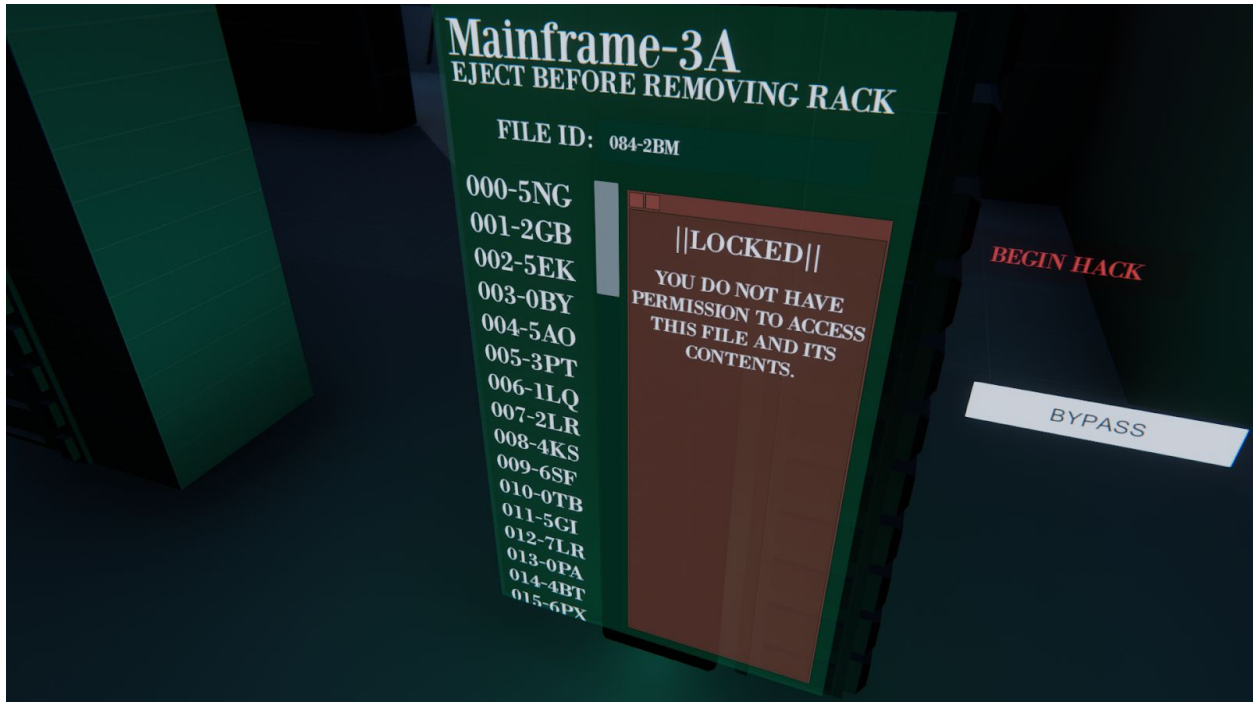 Mainframe-3A
EJECT BEFORE REMOVING RACK
FILE ID: 084-2BM
000-5NG
001-2GB
002-5EK
003-0BY
004-5AO
005-3PT
006-1LQ
007-2LR
008-4KS
009-6SF
010-0TB
011-5GI
012-7LR
013-0PA
014-4BT
015-6PX
||LOCKED||
YOU DO NOT HAVE
PERMISSION TO ACCESS
THIS FILE AND ITS
CONTENTS.
BEGIN HACK
BYPASS